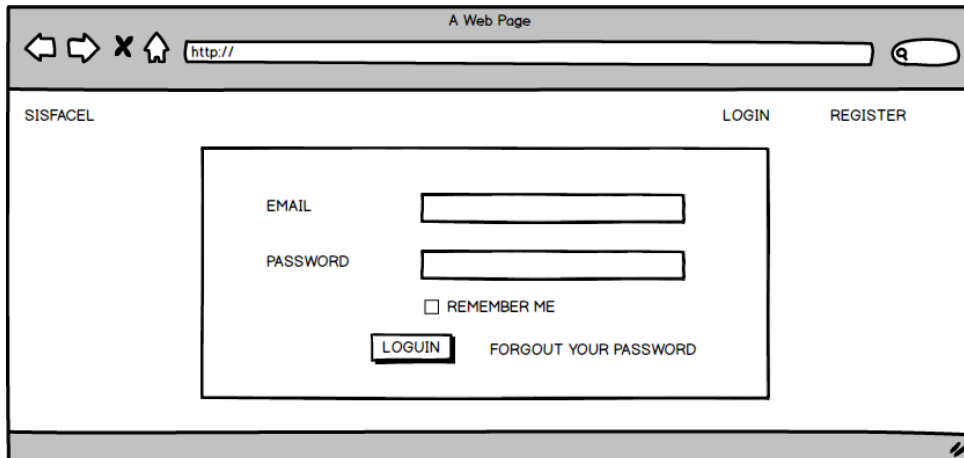 A Web Page
http://
SISFACEL LOGIN REGISTER
EMAIL
PASSWORD
REMEMBER ME
LOGUIN FORGOUT YOUR PASSWORD